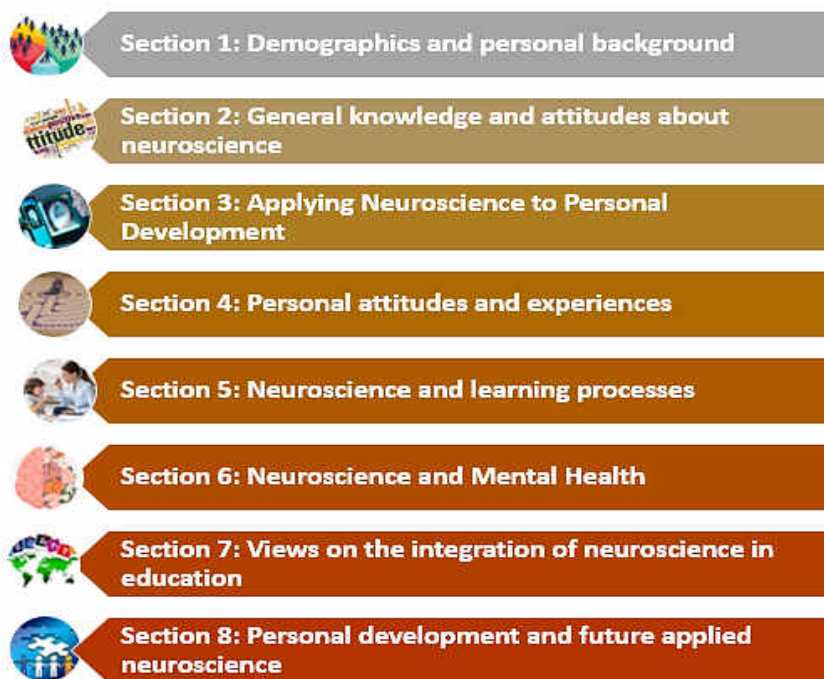 Section 1: Demographics and personal background
Section 2: General knowledge and attitudes about
neuroscience
Section 3: Applying Neuroscience to Personal
Development
Section 4: Personal attitudes and experiences
Section 5: Neuroscience and learning processes
Section 6: Neuroscience and Mental Health
Section 7: Views on the integration of neuroscience in
education
Section 8: Personal development and future applied
neuroscience
ttitude